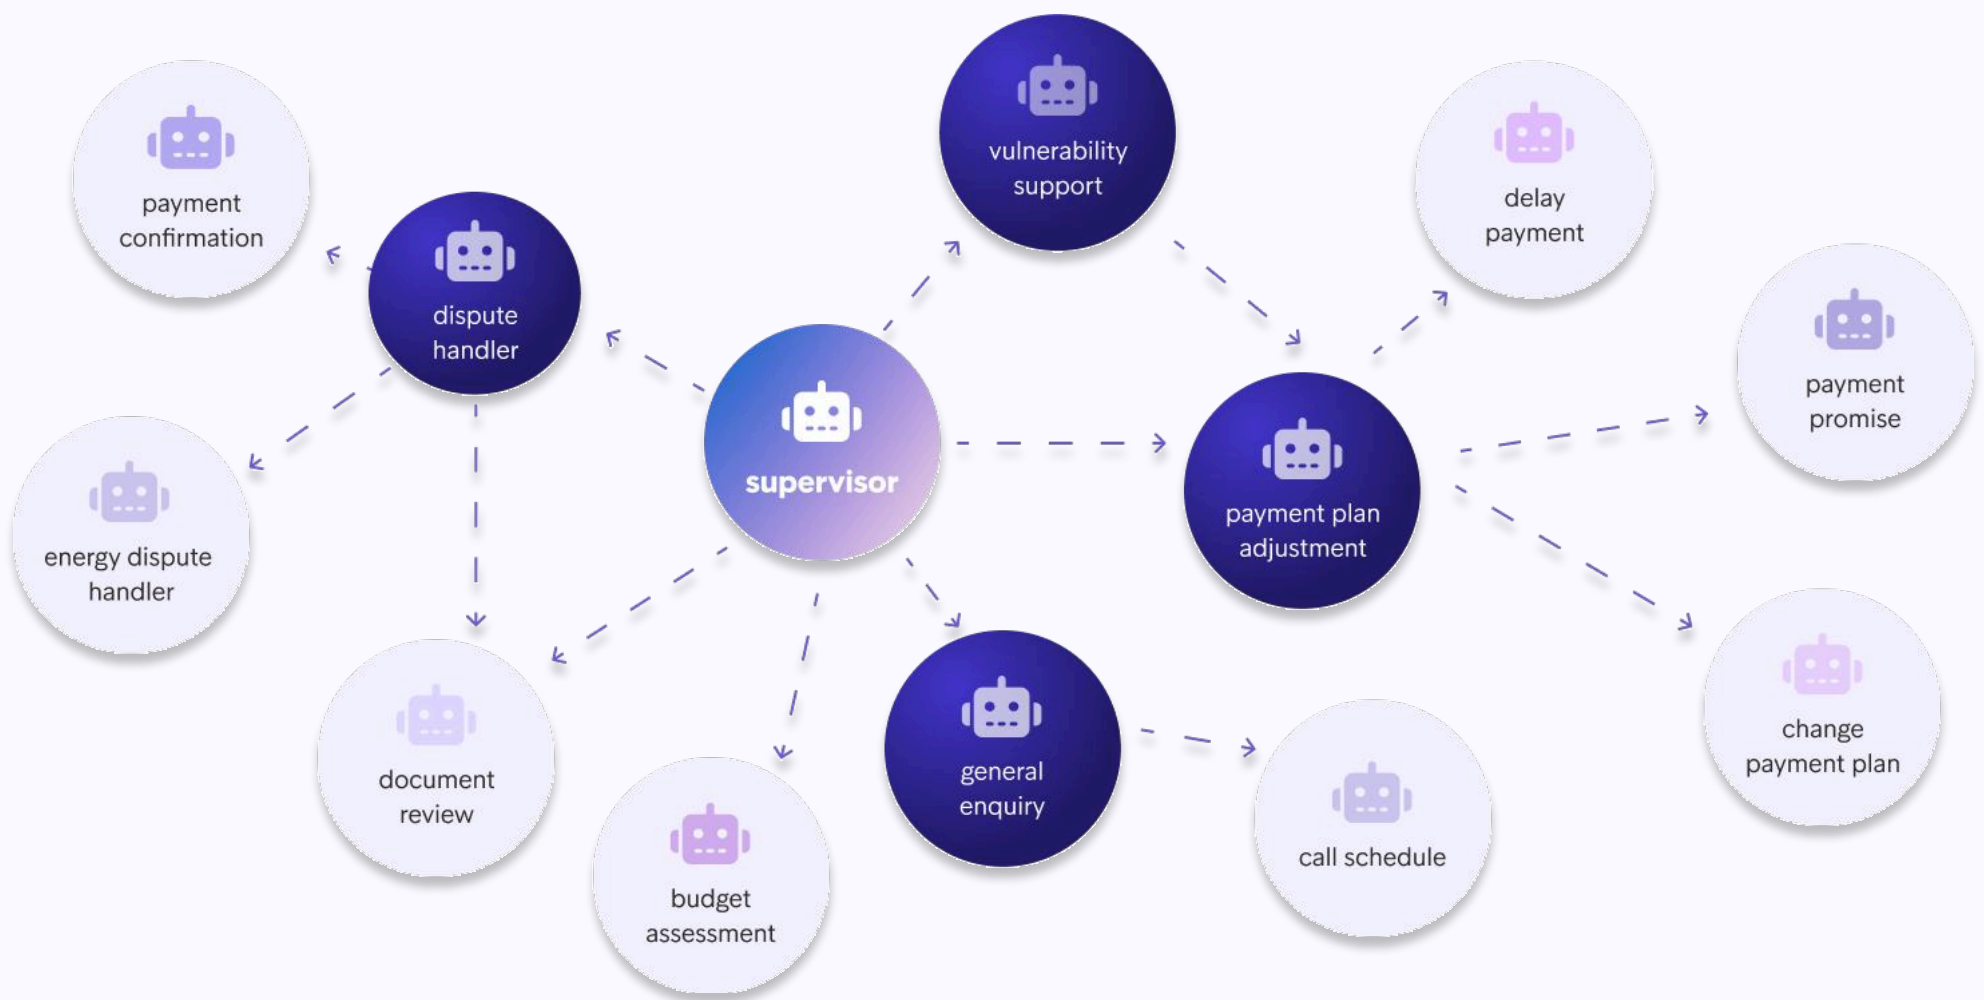 vulnerability
support
payment
confirmation
delay
payment
dispute
handler
payment
promise
supervisor
payment plan
adjustment
energy dispute
handler
document
review
general
enquiry
change
payment plan
call schedule
budget
assessment